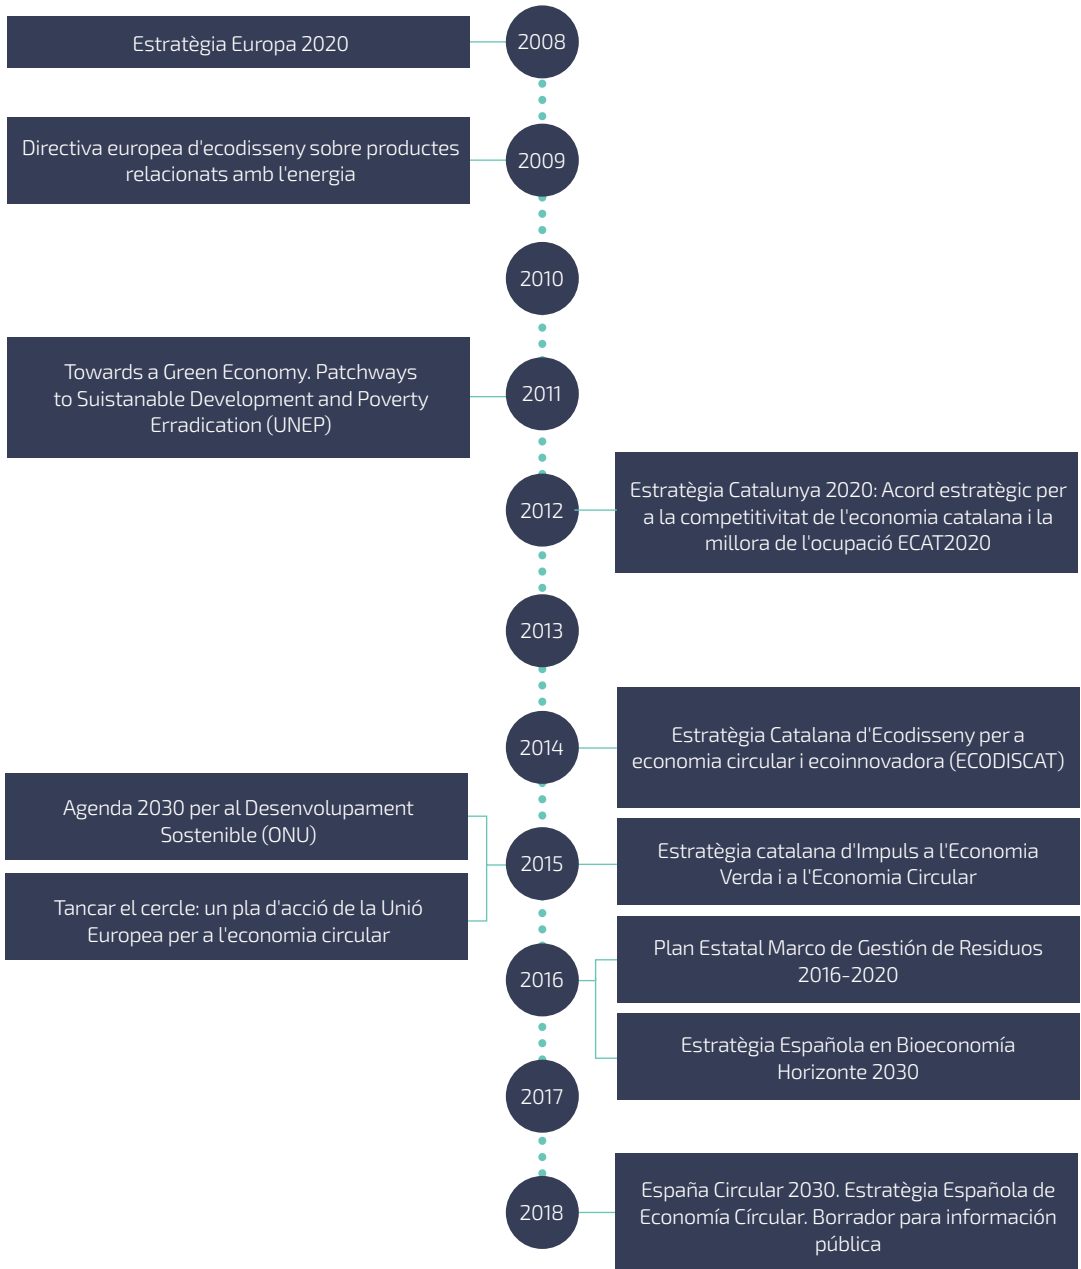 Estratègia Europa 2020
2008
Directiva europea d'ecodisseny sobre productes
relacionats amb l'energia
2009
2010
Towards a Green Economy. Patchways
to Suistanable Development and Poverty
Erradication (UNEP)
2011
2012
Estratègia Catalunya 2020: Acord estratègic per
a la competitivitat de l'economia catalana i la
millora de l'ocupació ECAT2020
2013
2014
Estratègia Catalana d'Ecodisseny per a
economia circular i ecoinnovadora (ECODISCAT)
Agenda 2030 per al Desenvolupament
Sostenible (ONU)
Tancar el cercle: un pla d'acció de la Unió
Europea per a l'economia circular
2015
Estratègia catalana d'Impuls a l'Economia
Verda i a l'Economia Circular
2016
Plan Estatal Marco de Gestión de Residuos
2016-2020
Estratègia Española en Bioeconomía
Horizonte 2030
2017
2018
España Circular 2030. Estratègia Española de
Economía Círcular. Borrador para información
pública